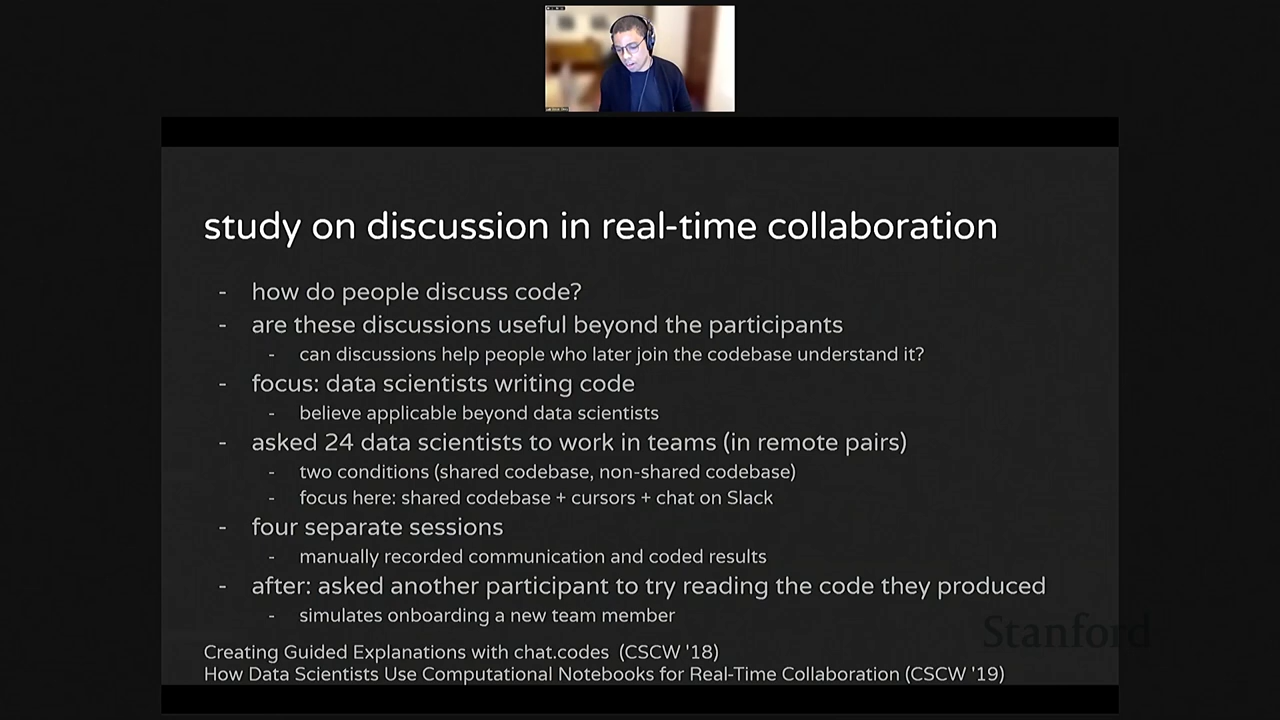 study on discussion in real-time collaboration
- how do people discuss code?
- are these discussions useful beyond the participants
- can discussions help people who later join the codebase understand it?
- focus: data scientists writing code
- believe applicable beyond data scientists
- asked 24 data scientists to work in teams (in remote pairs)
- two conditions (shared codebase, non-shared codebase)
- focus here: shared codebase + cursors + chat on Slack
- four separate sessions
- manually recorded communication and coded results
- after: asked another participant to try reading the code they produced
- simulates onboarding a new team member
Stanford
Creating Guided Explanations with chat.codes (CSCW '18)
How Data Scientists Use Computational Notebooks for Real-Time Collaboration (CSCW '19)